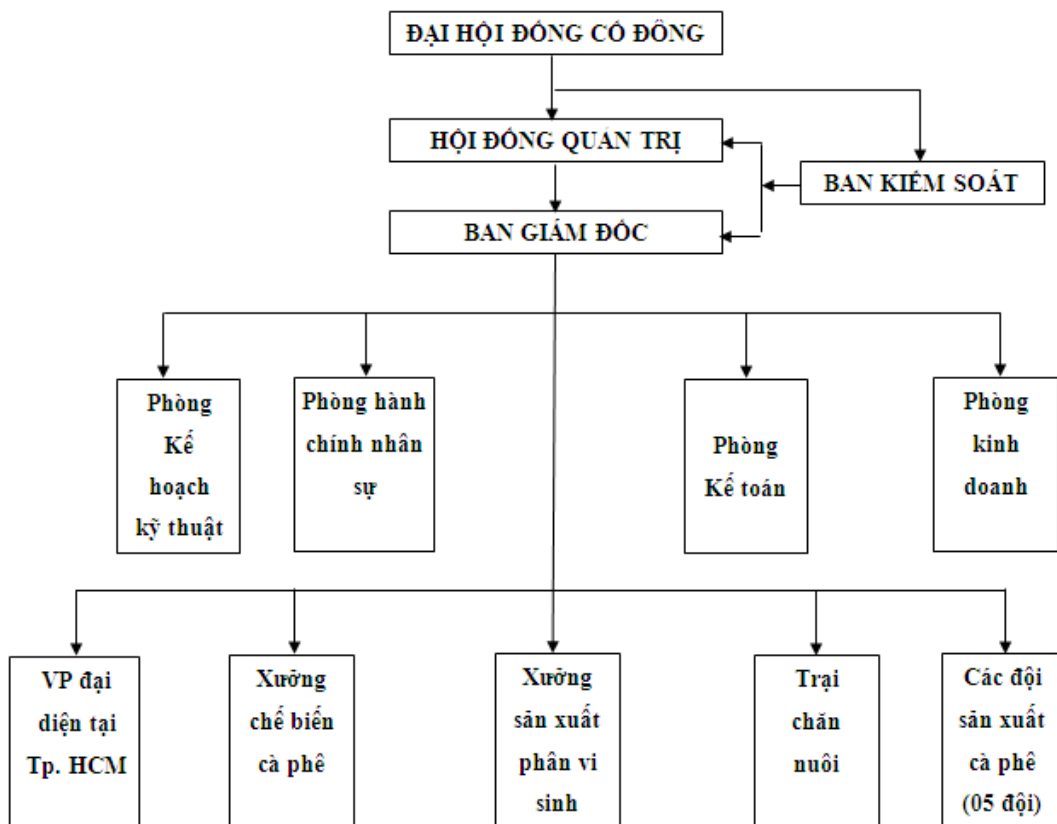 ĐẠI HỘI ĐỒNG CỔ ĐÔNG
HỘI ĐỒNG QUẢN TRỊ
BAN KIỂM SOÁT
BAN GIÁM ĐỐC
Phòng
Kế
hoạch
kỹ thuật
Phòng hành
chính nhân
sự
Phòng
Kế toán
Phòng
kinh
doanh
VP đại
diện tại
Tp. HCM
Xưởng
chế biến
cà phê
Xưởng
sản xuất
phân vi
sinh
Trại
chăn
nuôi
Các đội
sản xuất
cà phê
(05 đội)